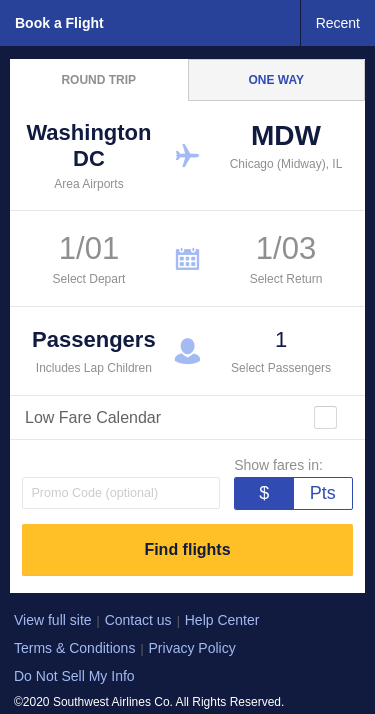 Book a Flight Recent
ROUND TRIP ONE WAY
Washington DC MDW
Area Airports Chicago (Midway), IL
1/01 1/03
Select Depart Select Return
Passengers 1
Includes Lap Children Select Passengers
Low Fare Calendar
Show fares in:
Promo Code (optional) $ Pts
Find flights
View full site | Contact us | Help Center
Terms & Conditions | Privacy Policy
Do Not Sell My Info
©2020 Southwest Airlines Co. All Rights Reserved.